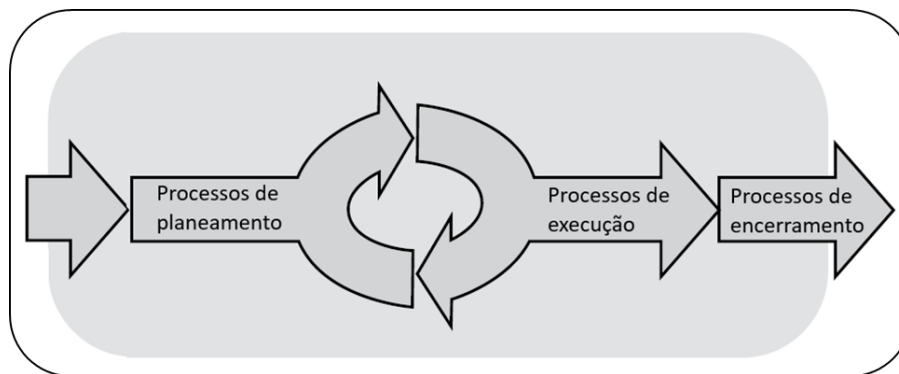 Processos de
planeamento
Processos de
execução
Processos de
encerramento